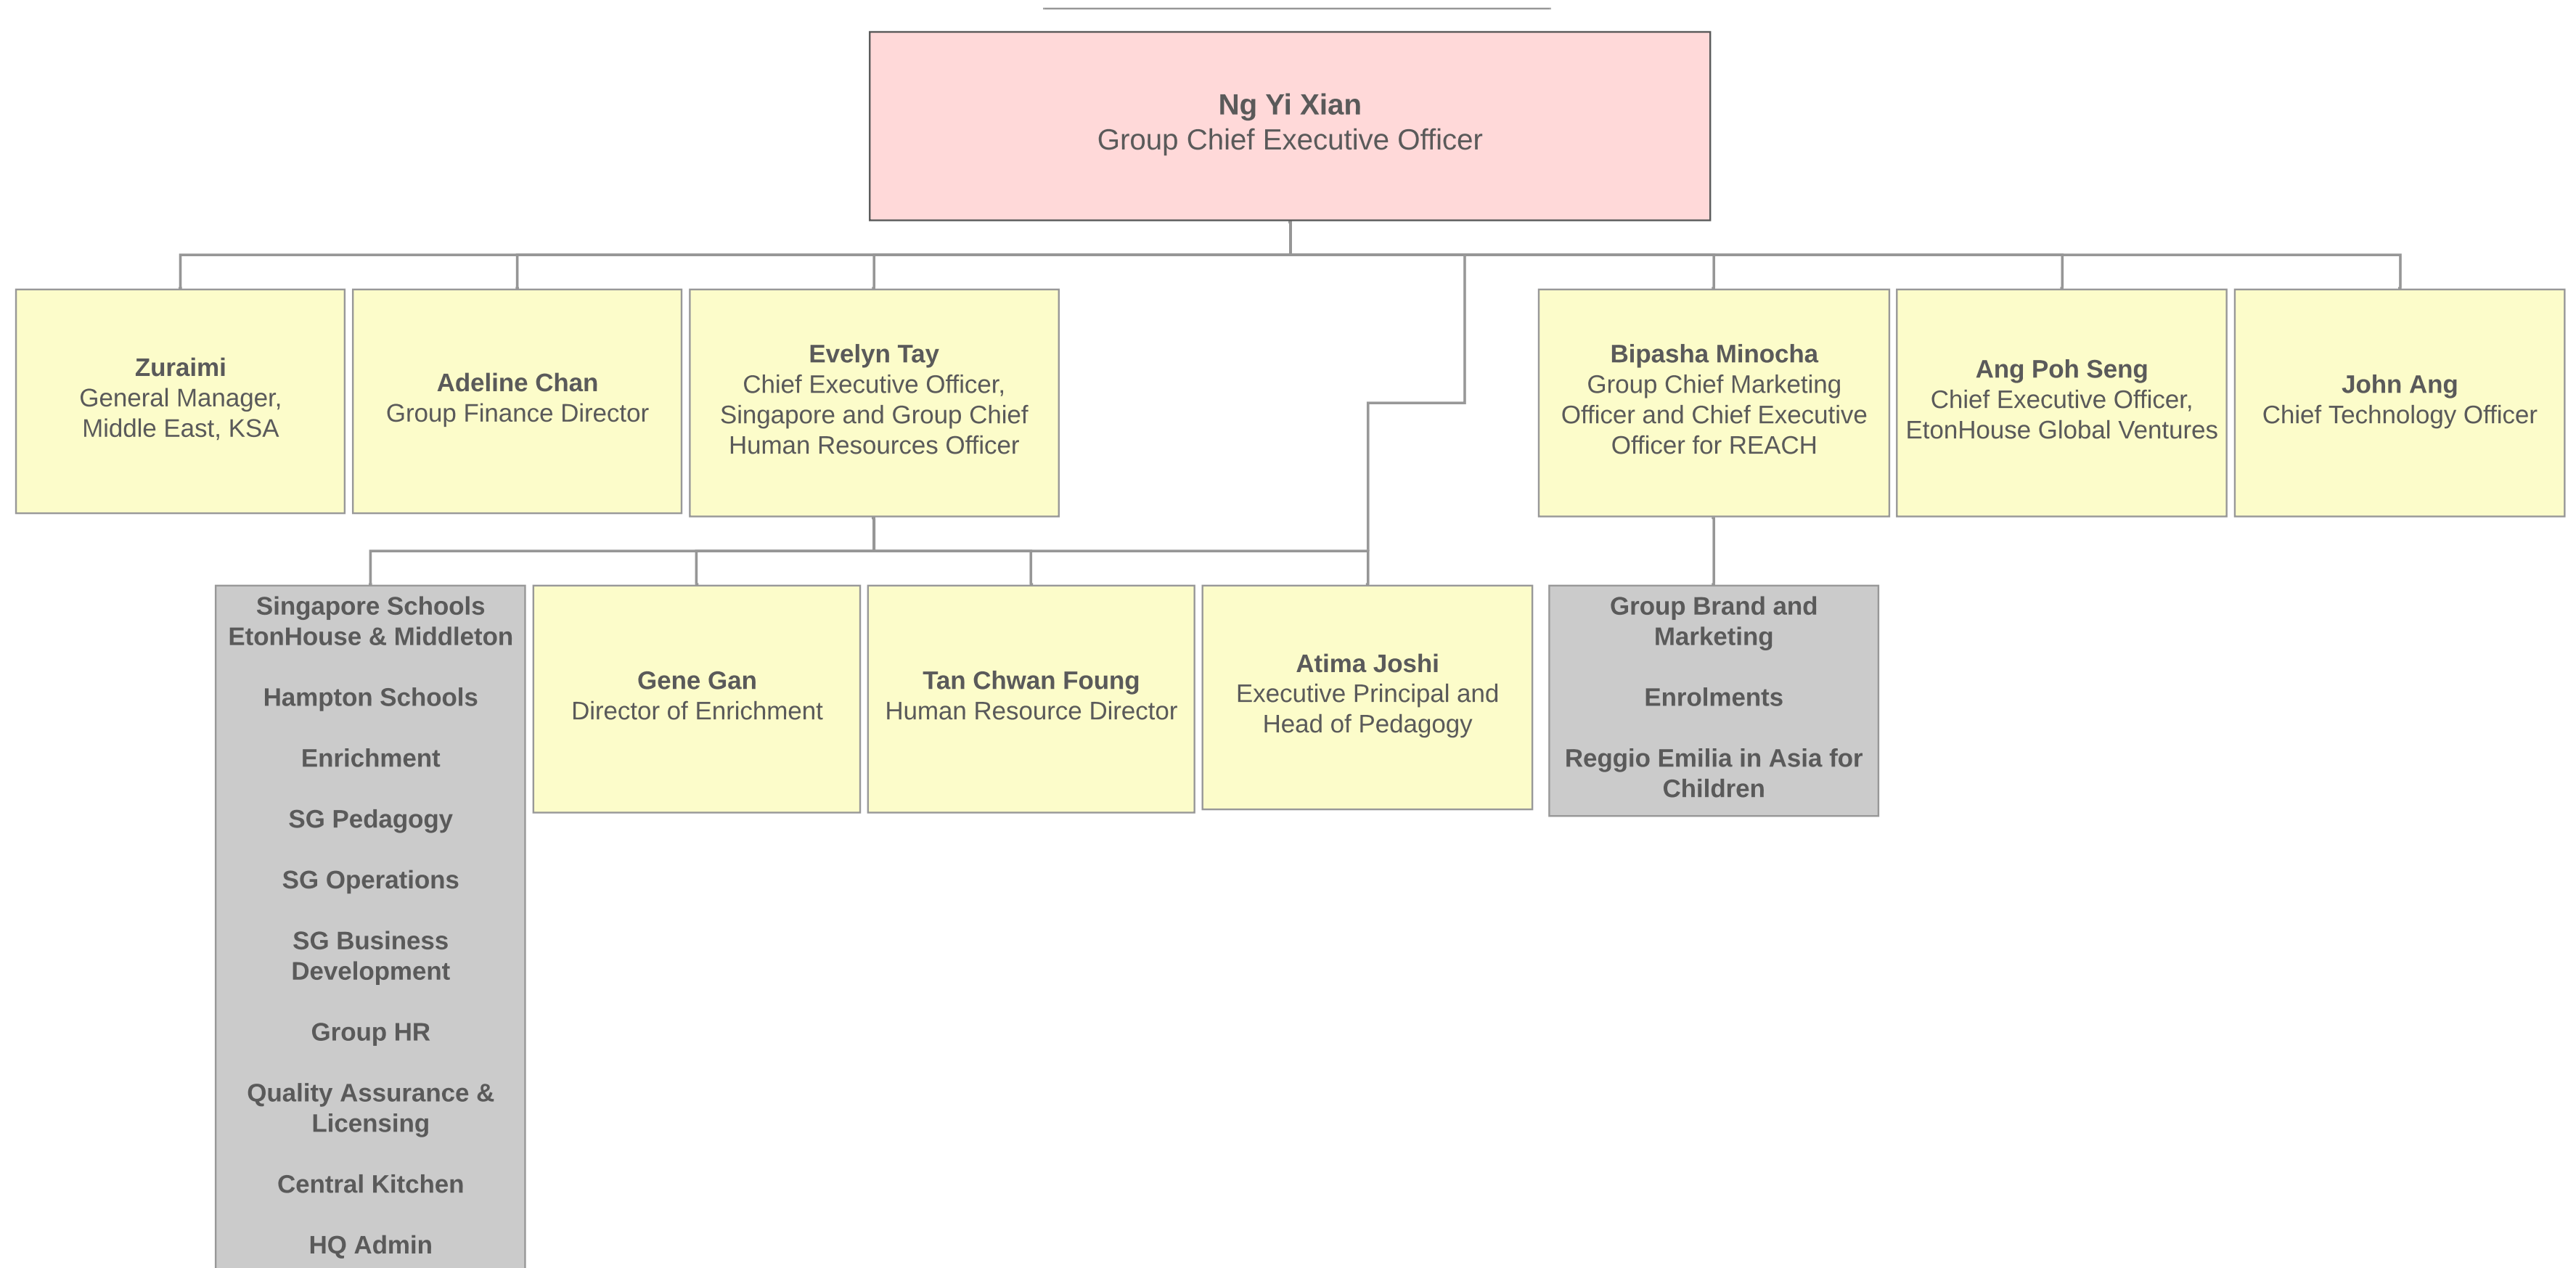 Ng Yi Xian
Group Chief Executive Officer
Zuraimi
General Manager,
Middle East, KSA
Adeline Chan
Group Finance Director
Evelyn Tay
Chief Executive Officer,
Singapore and Group Chief
Human Resources Officer
Bipasha Minocha
Group Chief Marketing
Officer and Chief Executive
Officer for REACH
Ang Poh Seng
Chief Executive Officer,
EtonHouse Global Ventures
John Ang
Chief Technology Officer
Singapore Schools
EtonHouse & Middleton
Hampton Schools
Enrichment
SG Pedagogy
SG Operations
SG Business
Development
Group HR
Quality Assurance &
Licensing
Central Kitchen
HQ Admin
Gene Gan
Director of Enrichment
Tan Chwan Foung
Human Resource Director
Atima Joshi
Executive Principal and
Head of Pedagogy
Group Brand and
Marketing
Enrolments
Reggio Emilia in Asia for
Children